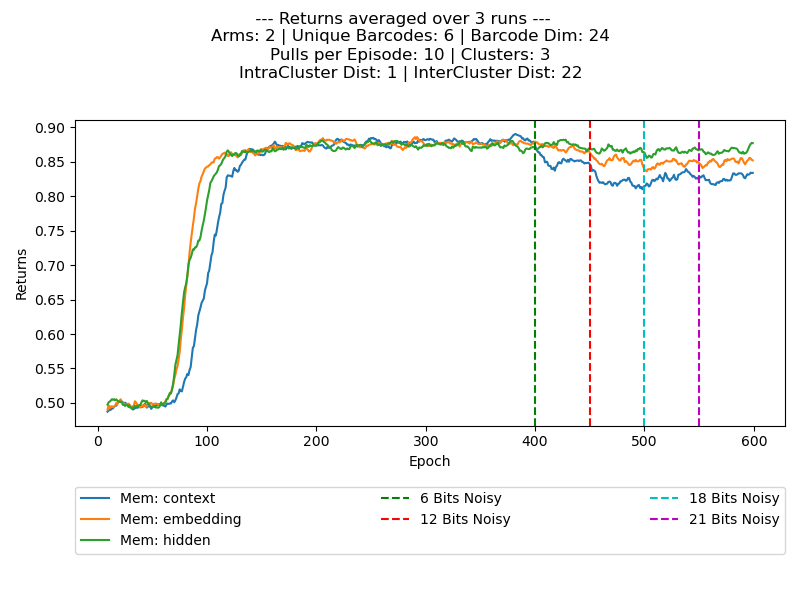 --- Returns averaged over 3 runs ---
Arms: 2 | Unique Barcodes: 6 | Barcode Dim: 24
Pulls per Episode: 10 | Clusters: 3
IntraCluster Dist: 1 | InterCluster Dist: 22
0.90
0.85
0.80
0.75
0.70
0.65
0.60
0.55
0.50
Returns
0 100 200 300 400 500 600
Epoch
Mem: context 6 Bits Noisy 18 Bits Noisy
Mem: embedding 12 Bits Noisy 21 Bits Noisy
Mem: hidden